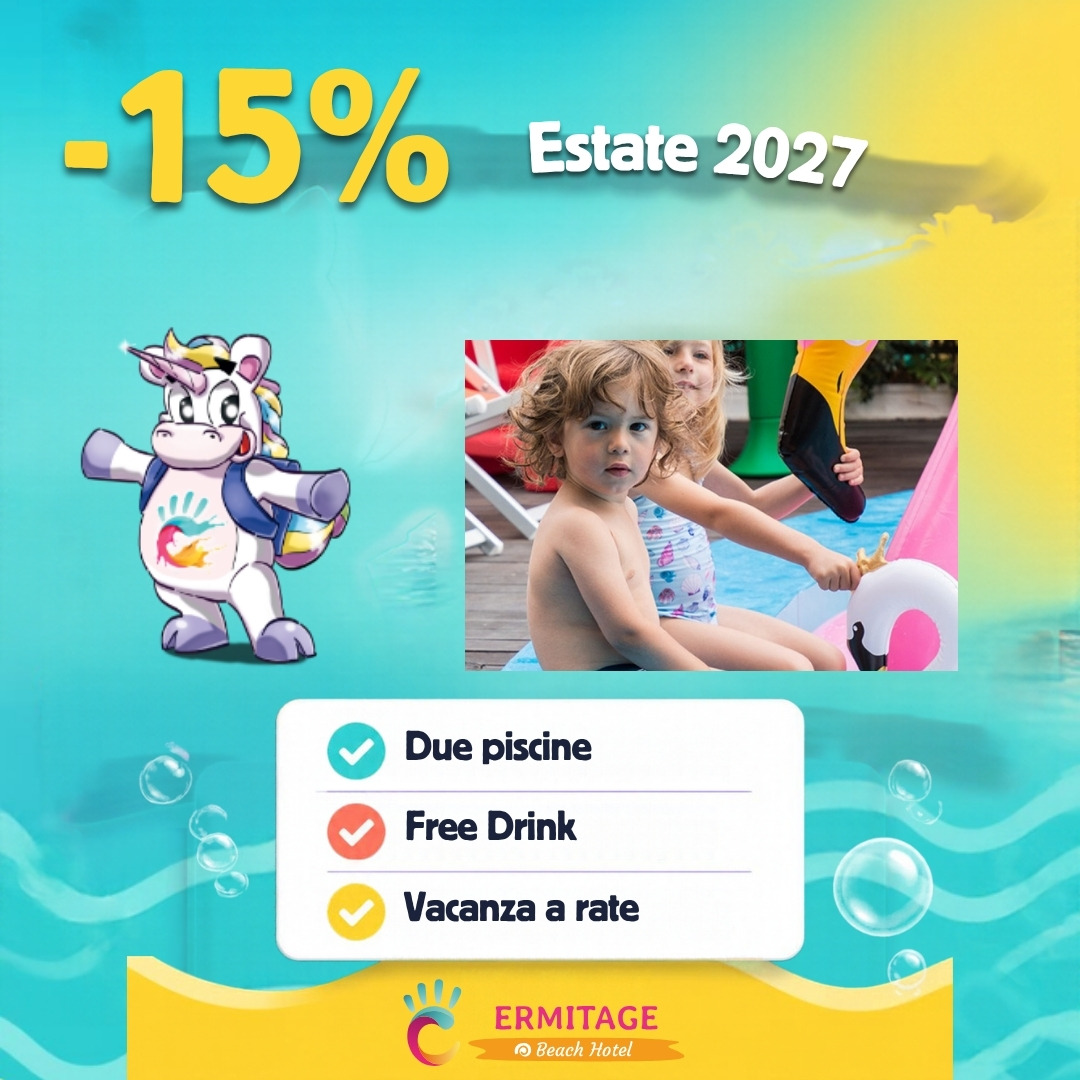 -15%
Estate 2027
Due piscine
Free Drink
Vacanza a rate
ERMITAGE
Beach Hotel